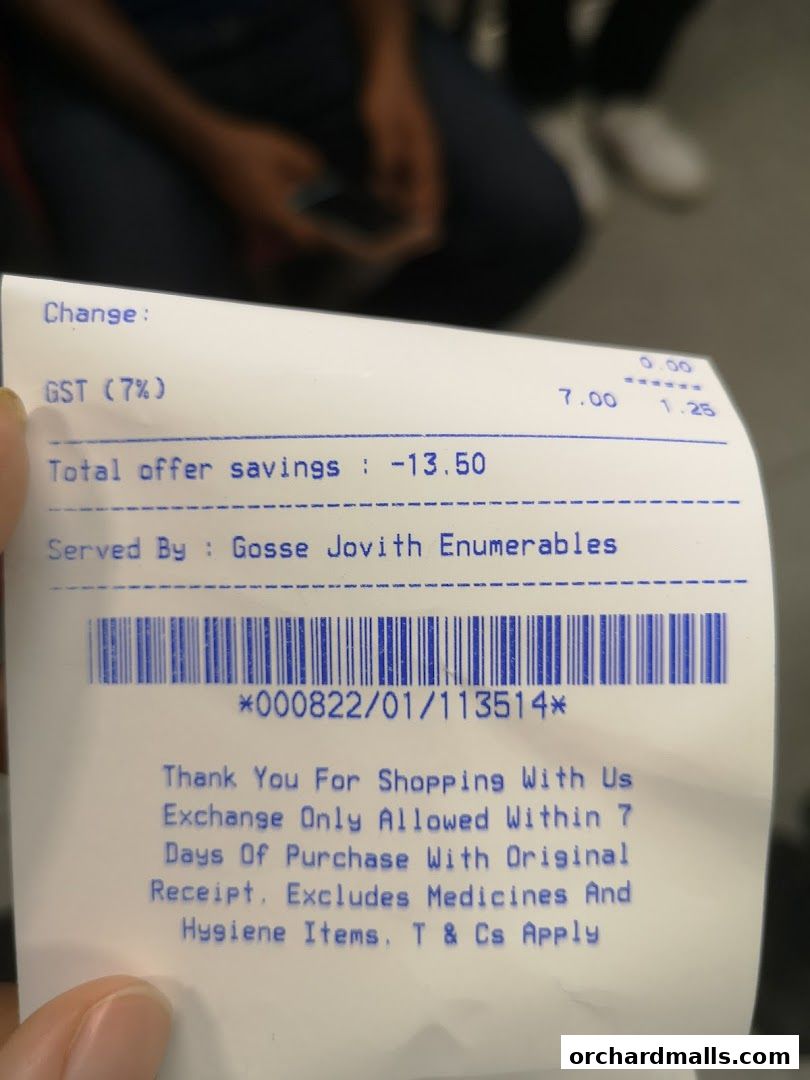 Change:
0.00
------
GST (7%) 7.00 1.25
Total offer savings : -13.50
Served By : Gosse Jovith Enumerables
*000822/01/113514*
Thank You For Shopping With Us
Exchange Only Allowed Within 7
Days Of Purchase With Original
Receipt. Excludes Medicines And
Hygiene Items. T & Cs Apply
orchardmalls.com